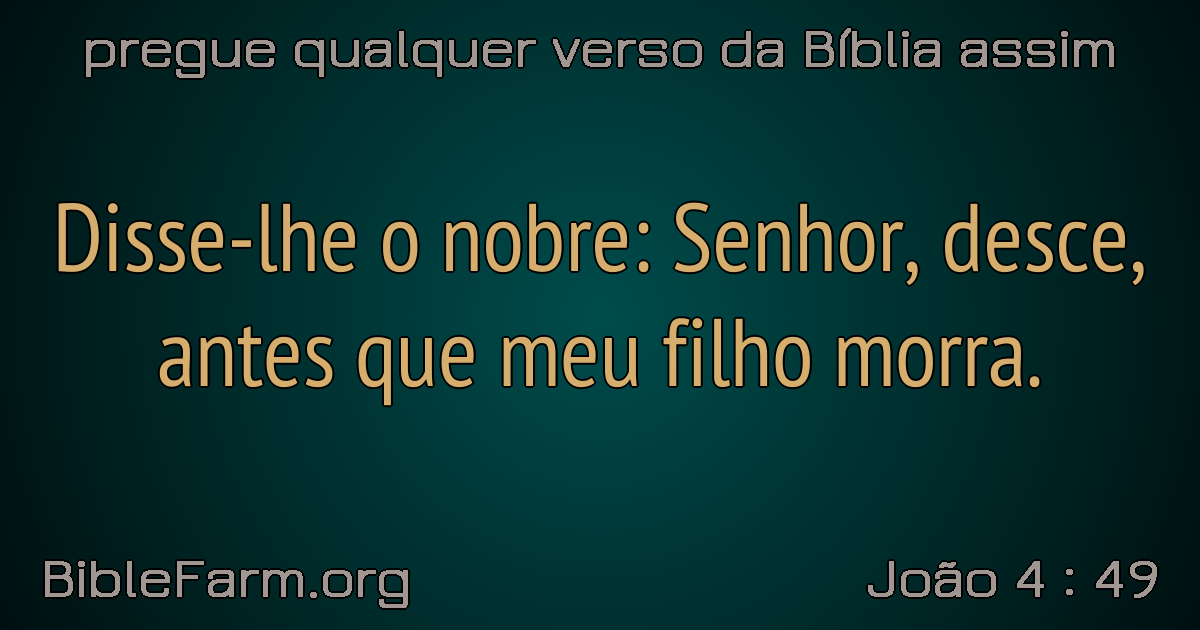 pregue qualquer verso da Bíblia assim
Disse-lhe o nobre: Senhor, desce,
antes que meu filho morra.
BibleFarm.org
João 4 : 49